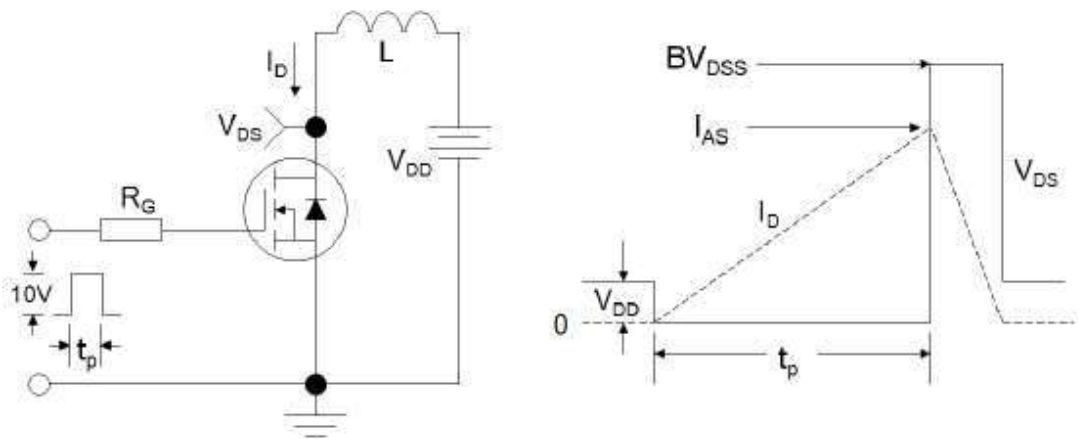 L
I_D
V_DS
V_DD
R_G
10V
t_p
BV_DSS
I_AS
V_DS
I_D
V_DD
0
t_p